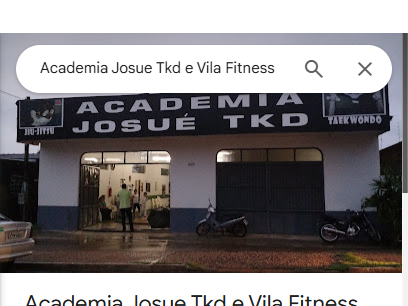 Academia Josue Tkd e Vila Fitness
ACADEMIA
JOSUÉ TKD
JIU-JITSU
TAEKWONDO
Academia Josue Tkd e Vila Fitness